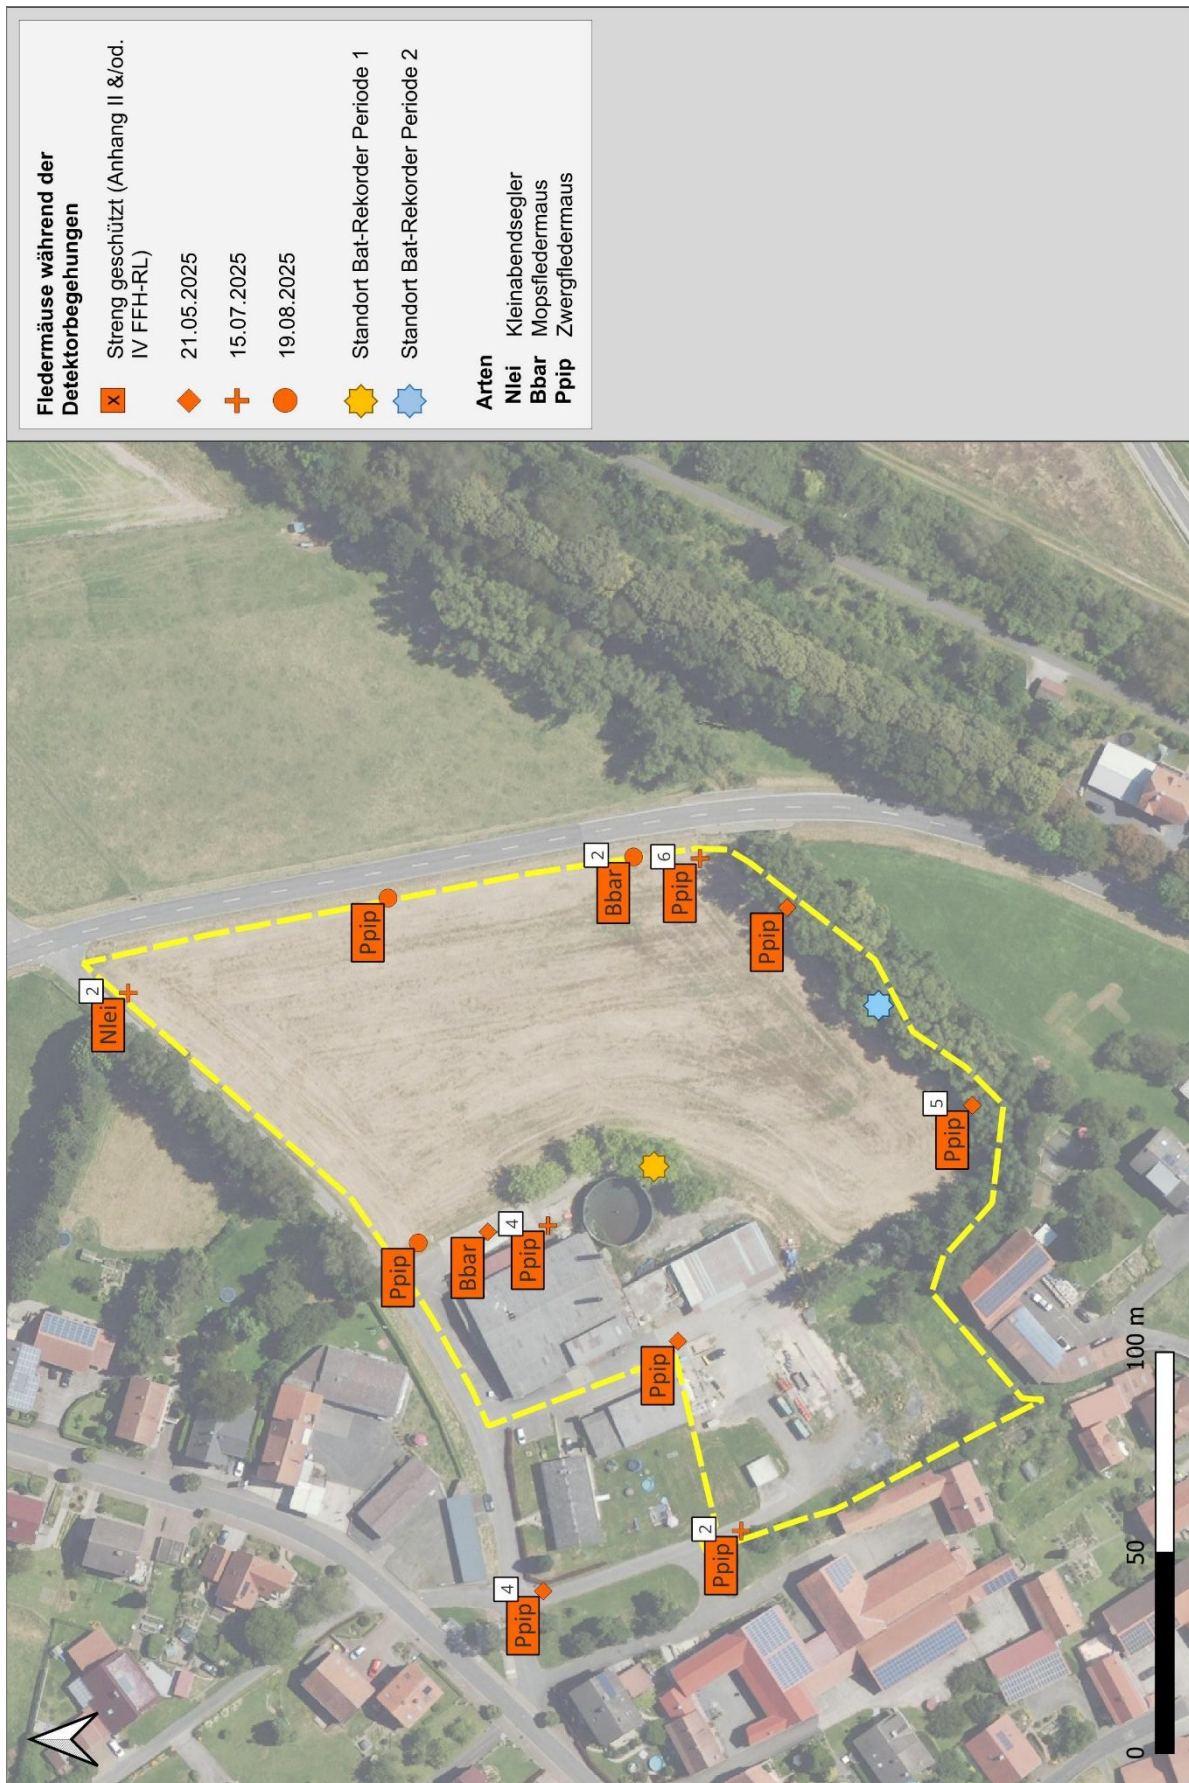 Fledermäuse während der
Detektorbegehungen
x Streng geschützt (Anhang II &/od.
IV FFH-RL)
21.05.2025
15.07.2025
19.08.2025
Standort Bat-Rekorder Periode 1
Standort Bat-Rekorder Periode 2
Arten
Nlei Kleinabendsegler
Bbar Mopsfledermaus
Ppip Zwergfledermaus
2
Nlei
Ppip
Ppip
Bbar
4
Ppip
2
Bbar
6
Ppip
Ppip
4
Ppip
Ppip
2
Ppip
5
Ppip
0 50 100 m